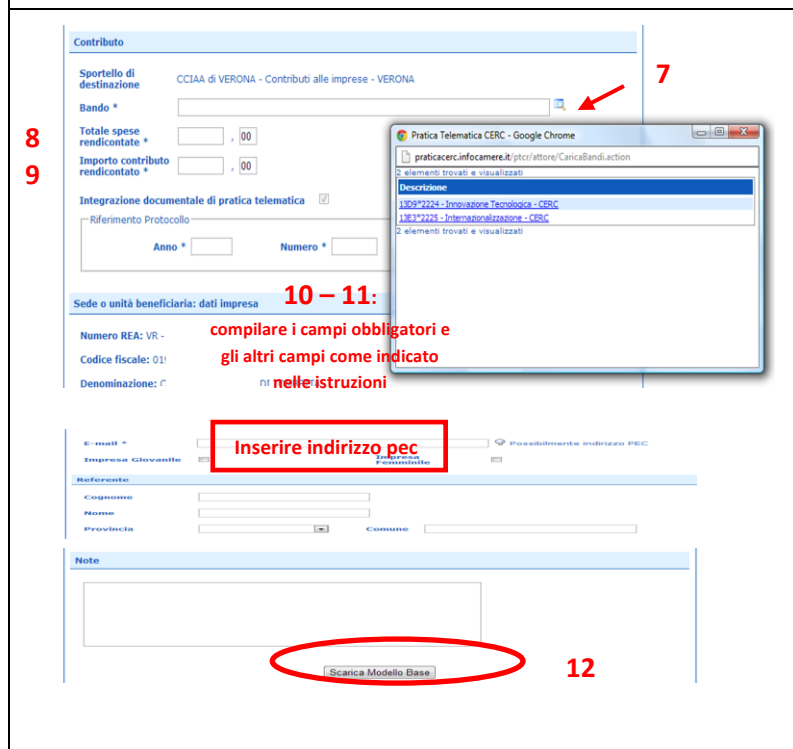 Contributo
Sportello di destinazione CCIAA di VERONA - Contributi alle imprese - VERONA
7
Bando *
8 Totale spese rendicontate * , 00
9 Importo contributo rendicontato * , 00
Pratica Telematica CERC - Google Chrome
praticacerc.infocamere.it/ptcr/attore/CaricaBandi.action
2 elementi trovati e visualizzati
Descrizione
13D9*2224 - Innovazione Tecnologica - CERC
13E3*2225 - Internazionalizzazione - CERC
2 elementi trovati e visualizzati
Integrazione documentale di pratica telematica
Riferimento Protocollo
Anno * Numero *
Sede o unità beneficiaria: dati impresa
10 – 11:
compilare i campi obbligatori e
gli altri campi come indicato
nelle istruzioni
Numero REA: VR -
Codice fiscale: 01
Denominazione:
E-mail * Possibilmente indirizzo PEC
Inserire indirizzo pec
Impresa Giovanile Impresa Femminile
Referente
Cognome
Nome
Provincia Comune
Note
Scarica Modello Base
12